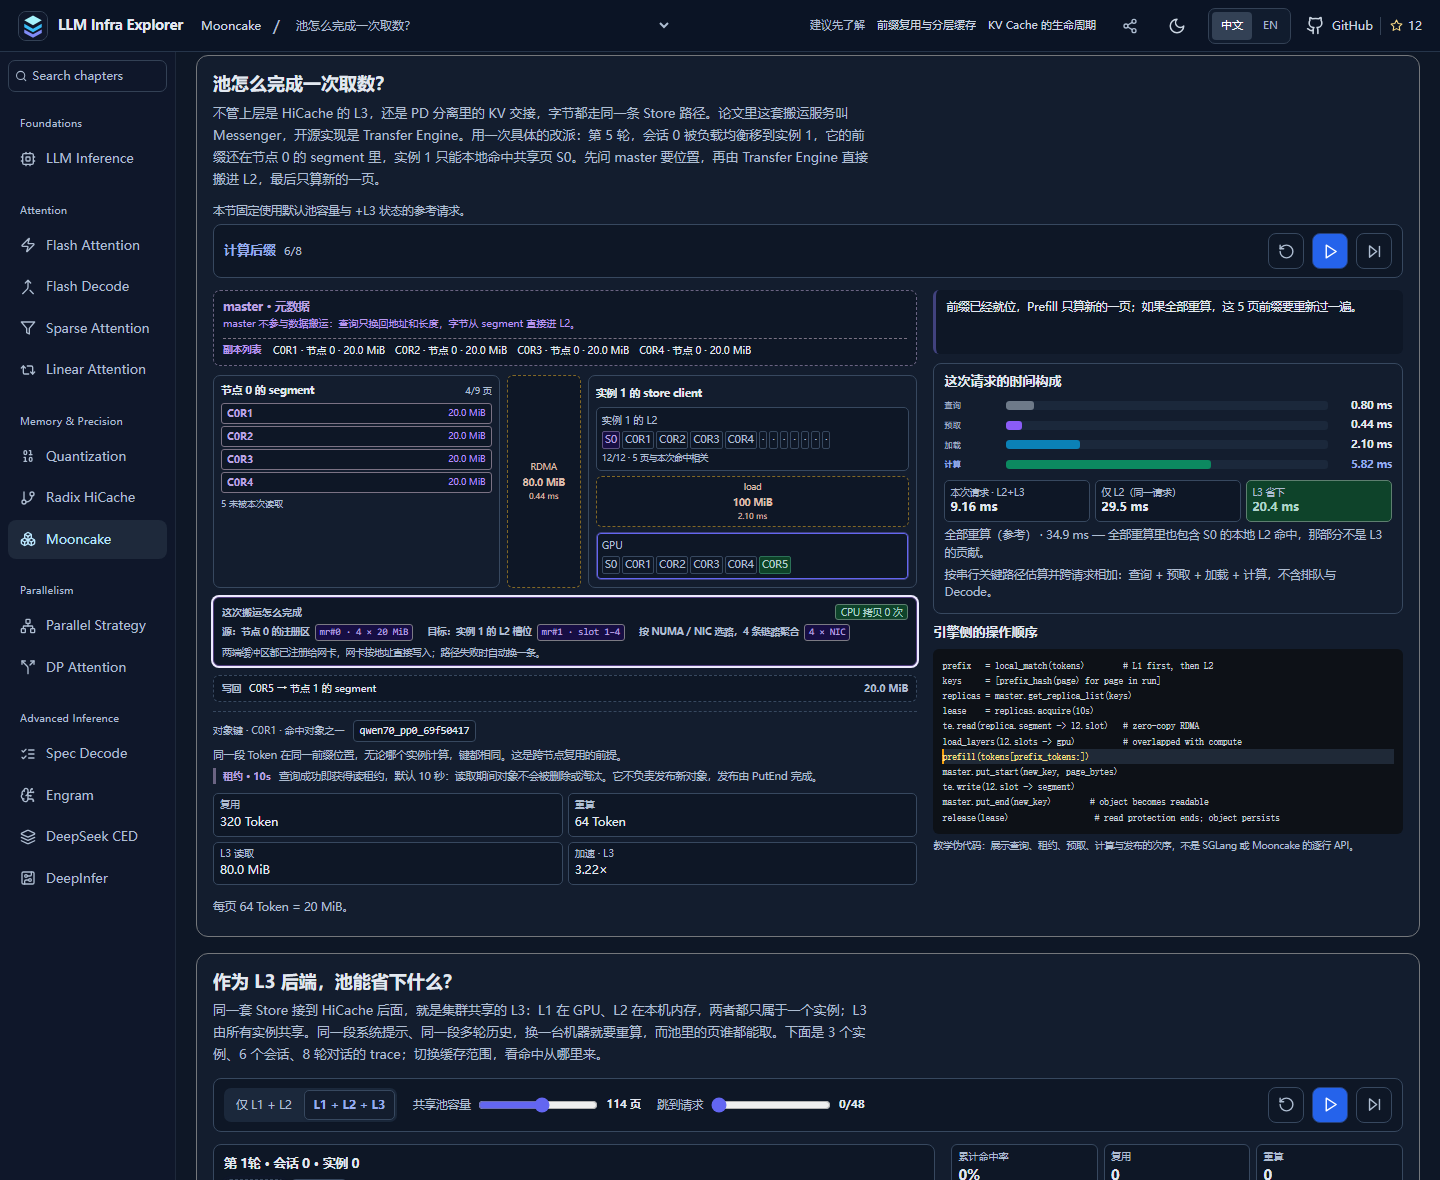 LLM Infra Explorer
Mooncake / 池怎么完成一次取数？
建议先了解 前缀复用与分层缓存 KV Cache 的生命周期
中文 EN
GitHub 12
Search chapters
Foundations
LLM Inference
Attention
Flash Attention
Flash Decode
Sparse Attention
Linear Attention
Memory & Precision
Quantization
Radix HiCache
Mooncake
Parallelism
Parallel Strategy
DP Attention
Advanced Inference
Spec Decode
Engram
DeepSeek CED
DeepInfer
池怎么完成一次取数？
不管上层是 HiCache 的 L3，还是 PD 分离里的 KV 交接，字节都走同一条 Store 路径。论文里这套搬运服务叫
Messenger，开源实现是 Transfer Engine。用一次具体的改派：第 5 轮，会话 0 被负载均衡移到实例 1，它的前
缀还在节点 0 的 segment 里，实例 1 只能本地命中共享页 S0。先问 master 要位置，再由 Transfer Engine 直接
搬进 L2，最后只算新的一页。
本节固定使用默认池容量与 +L3 状态的参考请求。
计算后缀 6/8
master • 元数据
master 不参与数据搬运：查询只换回地址和长度，字节从 segment 直接进 L2。
副本列表 C0R1 · 节点 0 · 20.0 MiB C0R2 · 节点 0 · 20.0 MiB C0R3 · 节点 0 · 20.0 MiB C0R4 · 节点 0 · 20.0 MiB
节点 0 的 segment 4/9 页
C0R1 20.0 MiB
C0R2 20.0 MiB
C0R3 20.0 MiB
C0R4 20.0 MiB
5 未被本次读取
RDMA
80.0 MiB
0.44 ms
实例 1 的 store client
实例 1 的 L2
S0 C0R1 C0R2 C0R3 C0R4 · · · · · · ·
12/12 · 5 页与本次命中相关
load
100 MiB
2.10 ms
GPU
S0 C0R1 C0R2 C0R3 C0R4 C0R5
这次搬运怎么完成 CPU 拷贝 0 次
源：节点 0 的注册区 mr#0 · 4 × 20 MiB 目标：实例 1 的 L2 槽位 mr#1 · slot 1–4 按 NUMA / NIC 选路，4 条链路聚合 4 × NIC
两端缓冲区都已注册给网卡，网卡按地址直接写入；路径失败时自动换一条。
写回 C0R5 → 节点 1 的 segment 20.0 MiB
对象键 · C0R1 · 命中对象之一 qwen70_pp0_69f50417
同一段 Token 在同一前缀位置，无论哪个实例计算，键都相同。这是跨节点复用的前提。
租约 • 10s 查询成功即获得读租约，默认 10 秒：读取期间对象不会被删除或淘汰。它不负责发布新对象，发布由 PutEnd 完成。
复用
320 Token
重算
64 Token
L3 读取
80.0 MiB
加速 · L3
3.22×
每页 64 Token = 20 MiB。
前缀已经就位，Prefill 只算新的一页；如果全部重算，这 5 页前缀要重新过一遍。
这次请求的时间构成
查询 0.80 ms
预取 0.44 ms
加载 2.10 ms
计算 5.82 ms
本次请求 · L2+L3
9.16 ms
仅 L2（同一请求）
29.5 ms
L3 省下
20.4 ms
全部重算（参考） · 34.9 ms — 全部重算里也包含 S0 的本地 L2 命中，那部分不是 L3
的贡献。
按串行关键路径估算并跨请求相加：查询 + 预取 + 加载 + 计算，不含排队与
Decode。
引擎侧的操作顺序
prefix = local_match(tokens) # L1 first, then L2
keys = [prefix_hash(page) for page in run]
replicas = master.get_replica_list(keys)
lease = replicas.acquire(10s)
te.read(replica.segment -> l2.slot) # zero-copy RDMA
load_layers(l2.slots -> gpu) # overlapped with compute
prefill(tokens[prefix_tokens:])
master.put_start(new_key, page_bytes)
te.write(l2.slot -> segment)
master.put_end(new_key) # object becomes readable
release(lease) # read protection ends; object persists
教学伪代码：展示查询、租约、预取、计算与发布的次序，不是 SGLang 或 Mooncake 的逐行 API。
作为 L3 后端，池能省下什么？
同一套 Store 接到 HiCache 后面，就是集群共享的 L3：L1 在 GPU、L2 在本机内存，两者都只属于一个实例；L3
由所有实例共享。同一段系统提示、同一段多轮历史，换一台机器就要重算，而池里的页谁都能取。下面是 3 个实
例、6 个会话、8 轮对话的 trace；切换缓存范围，看命中从哪里来。
仅 L1 + L2 L1 + L2 + L3 共享池容量 114 页 跳到请求 0/48
第 1轮 • 会话 0 • 实例 0
累计命中率
0%
复用
0
重算
0